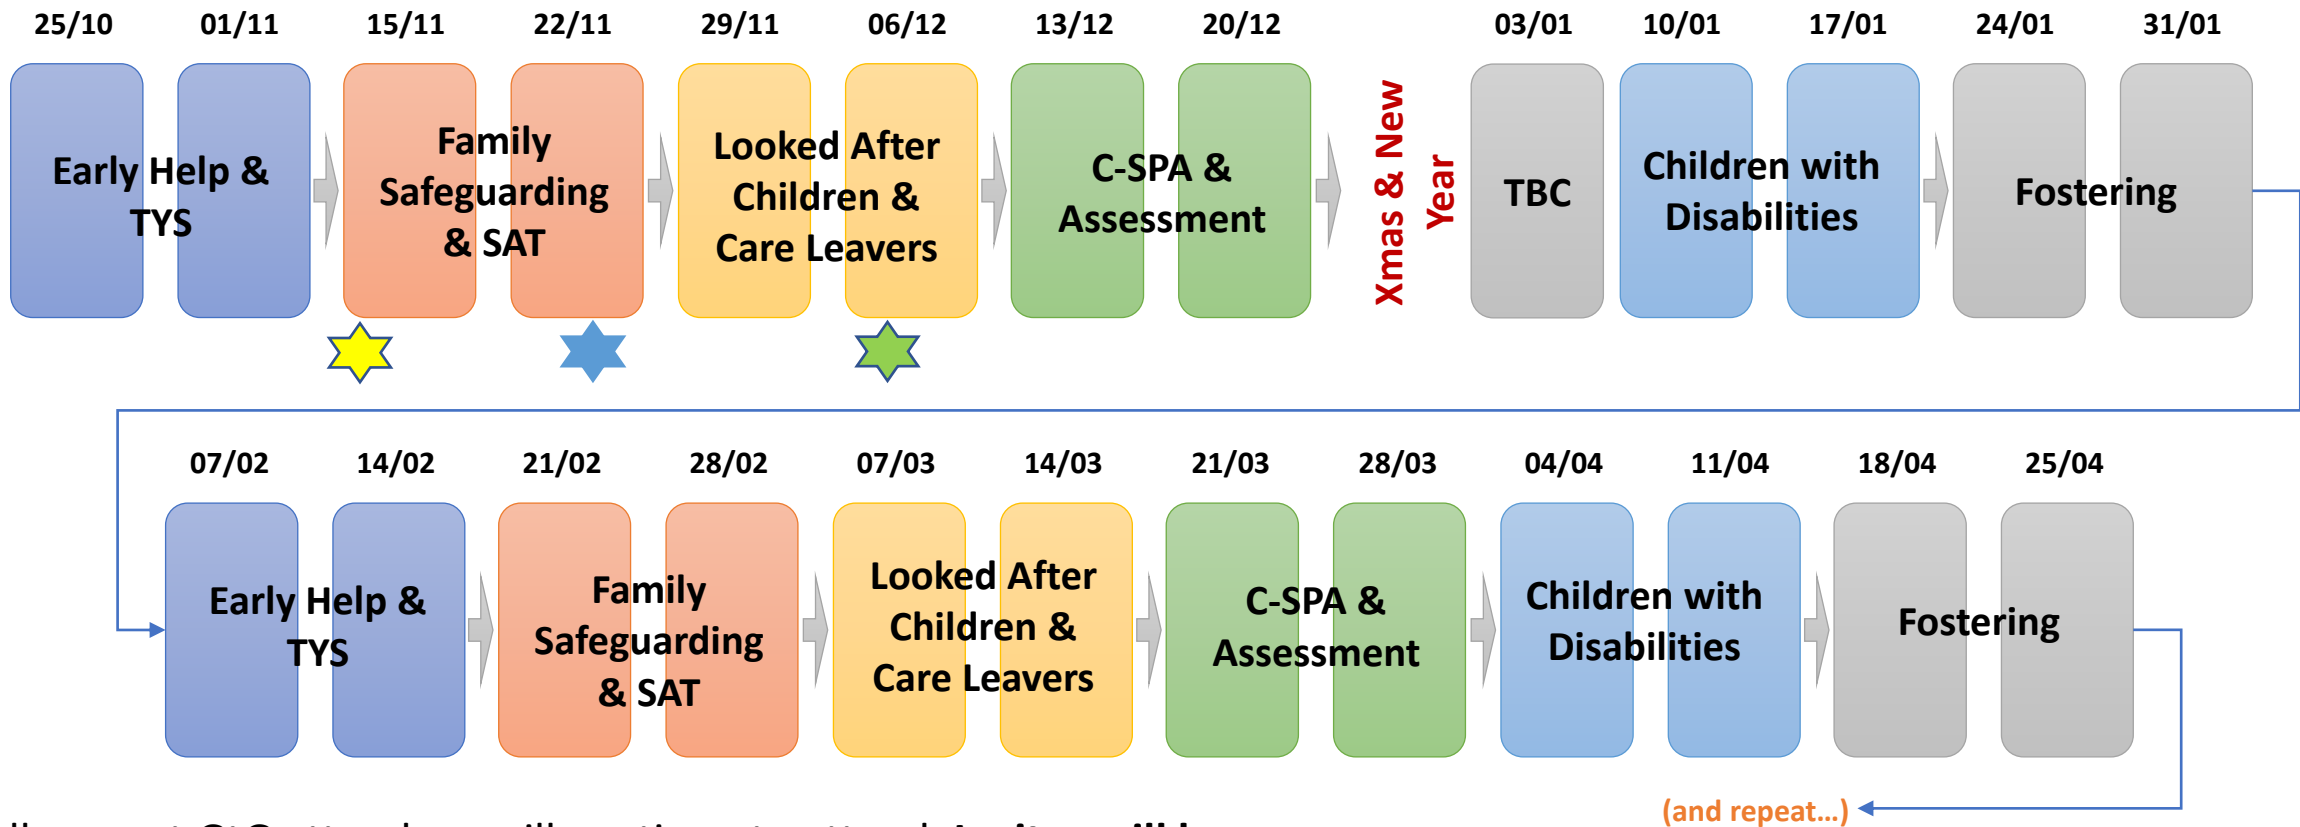 25/10 01/11 15/11 22/11 29/11 06/12 13/12 20/12 03/01 10/01 17/01 24/01 31/01
Early Help &
TYS
Family
Safeguarding
& SAT
Looked After
Children &
Care Leavers
C-SPA &
Assessment
Xmas & New
Year
TBC
Children with
Disabilities
Fostering
07/02 14/02 21/02 28/02 07/03 14/03 21/03 28/03 04/04 11/04 18/04 25/04
Early Help &
TYS
Family
Safeguarding
& SAT
Looked After
Children &
Care Leavers
C-SPA &
Assessment
Children with
Disabilities
Fostering
(and repeat...)